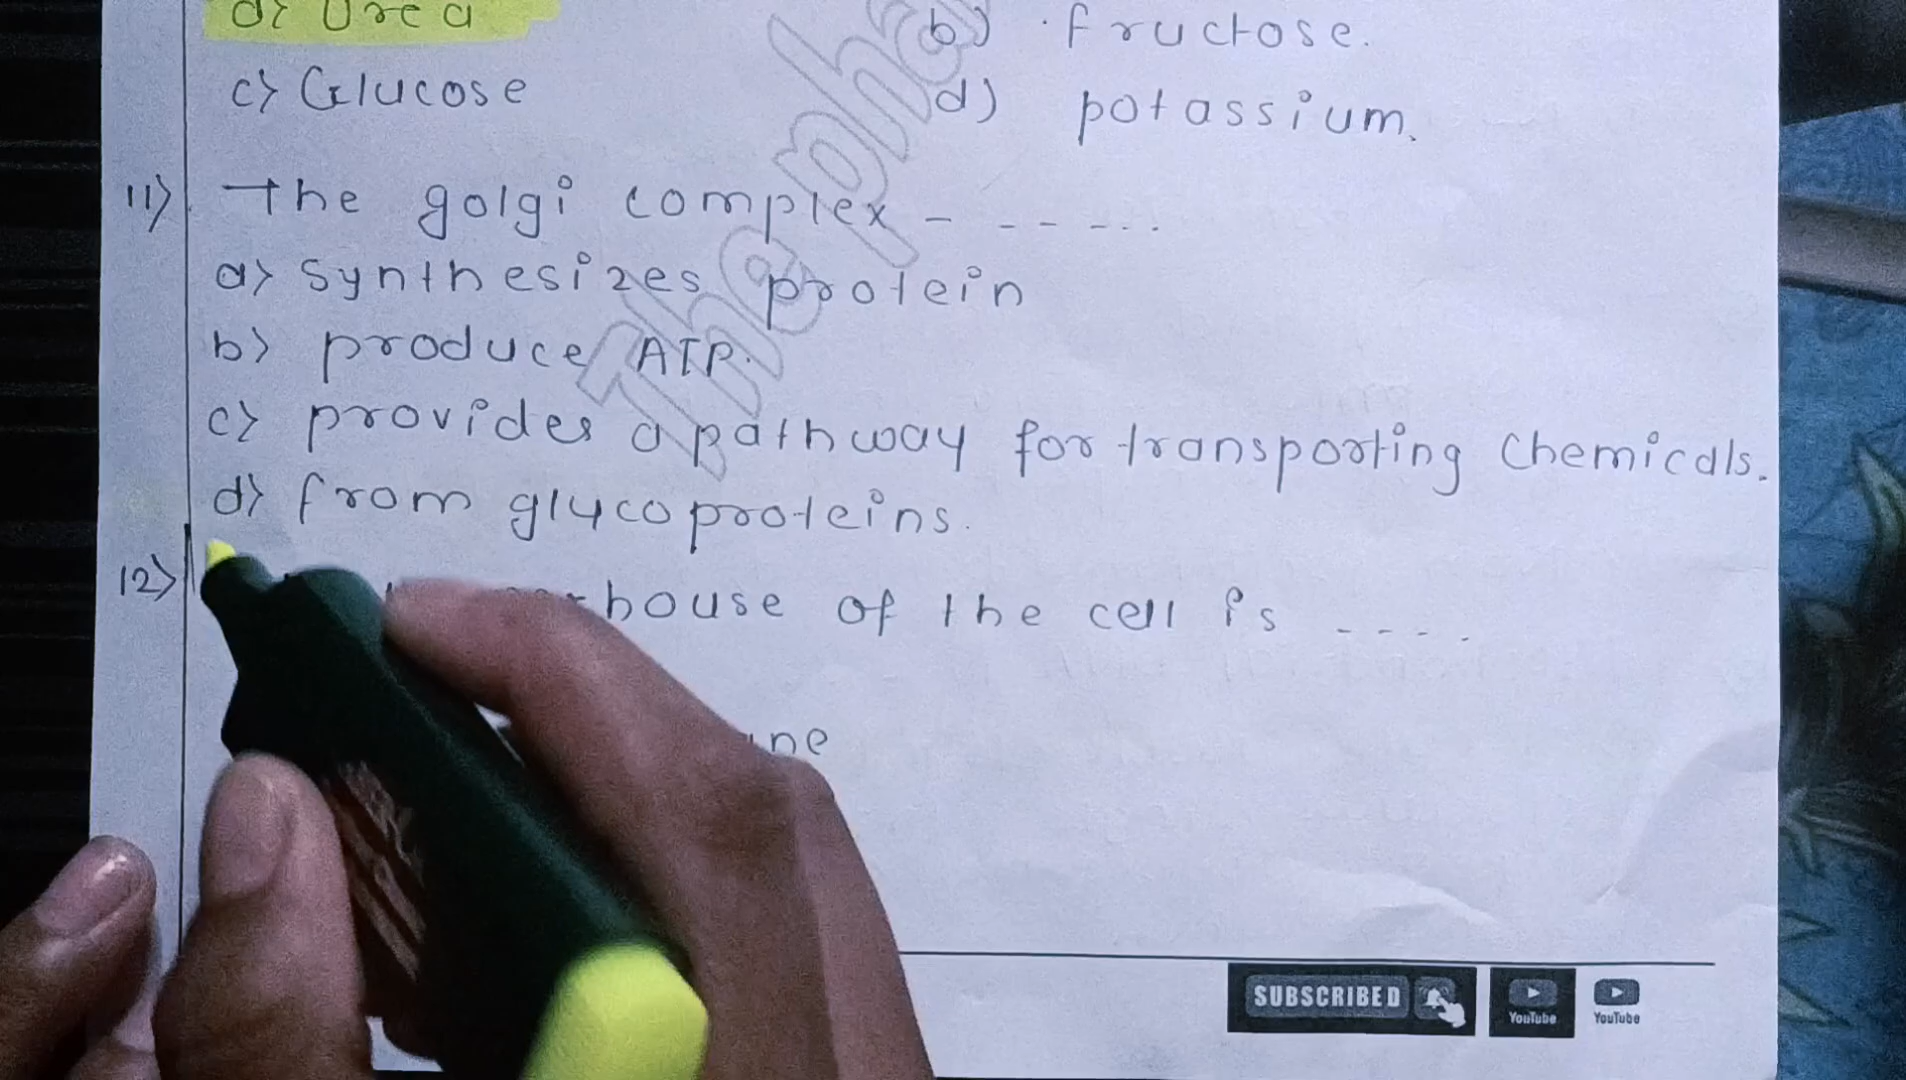 a) Urea
b) fructose.
c) Glucose
d) potassium.
11) The golgi complex - - - - - . .
a) synthesizes protein
b) produce ATP.
c) provides a pathway for transporting chemicals.
d) from glycoproteins.
12) house of the cell is - - - -
SUBSCRIBED
YouTube
YouTube